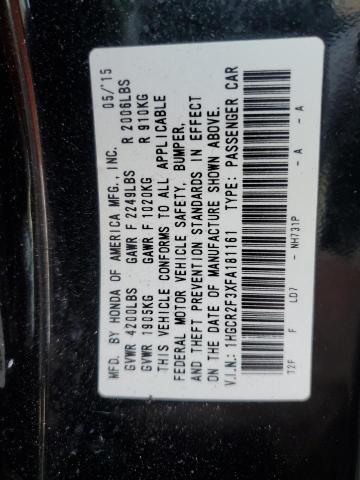 MFD. BY HONDA OF AMERICA MFG., INC. 05/'15
GVWR 4200LBS GAWR F 2249LBS R 2006LBS
GVWR 1905KG GAWR F 1020KG R 910KG
THIS VEHICLE CONFORMS TO ALL APPLICABLE
FEDERAL MOTOR VEHICLE SAFETY, BUMPER,
AND THEFT PREVENTION STANDARDS IN EFFECT
ON THE DATE OF MANUFACTURE SHOWN ABOVE.
V.I.N.: 1HGCR2F3XFA181161 TYPE: PASSENGER CAR
T2F F LD7 - NH731P - A - A